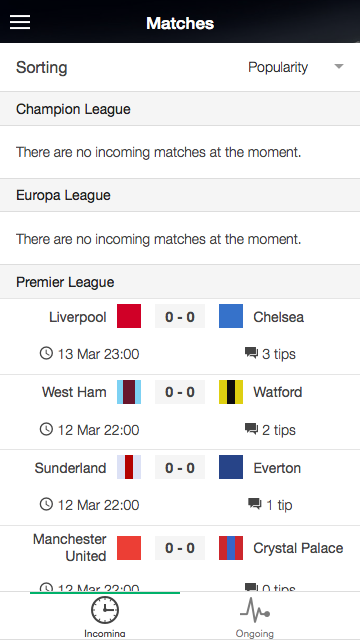 Matches
Sorting Popularity
Champion League
There are no incoming matches at the moment.
Europa League
There are no incoming matches at the moment.
Premier League
Liverpool 0 - 0 Chelsea
13 Mar 23:00 3 tips
West Ham 0 - 0 Watford
12 Mar 22:00 2 tips
Sunderland 0 - 0 Everton
12 Mar 22:00 1 tip
Manchester
United 0 - 0 Crystal Palace
12 Mar 22:00 0 tips
Incoming Ongoing